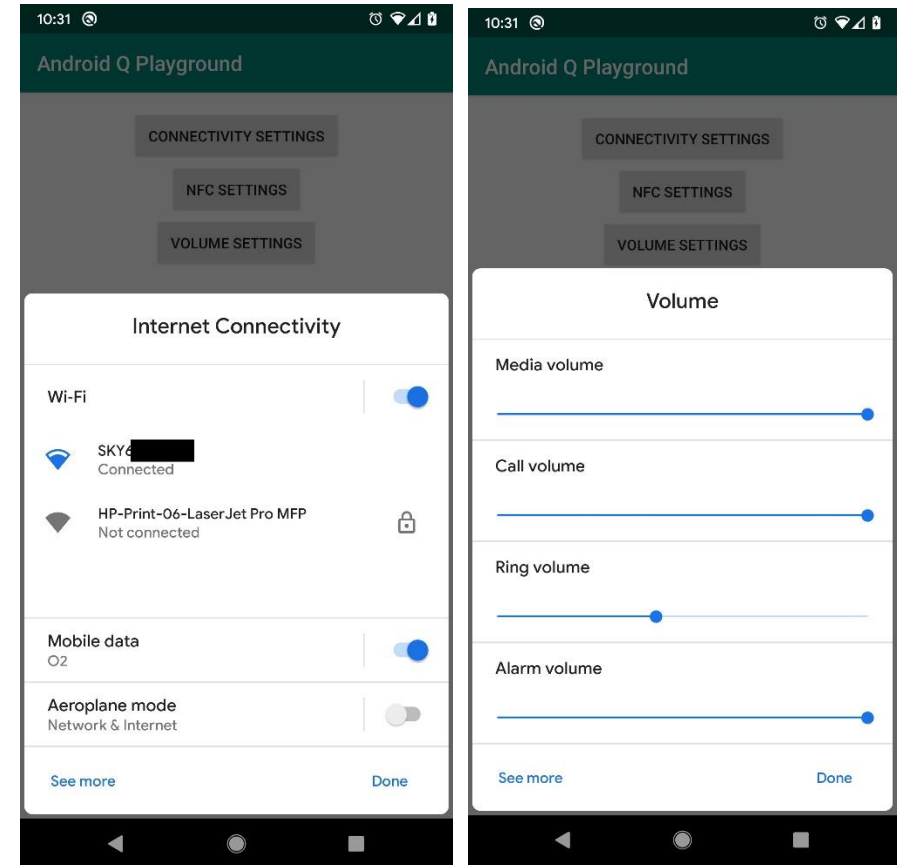 10:31
Android Q Playground
CONNECTIVITY SETTINGS
NFC SETTINGS
VOLUME SETTINGS
Internet Connectivity
Wi-Fi
SKY6
Connected
HP-Print-06-LaserJet Pro MFP
Not connected
Mobile data
O2
Aeroplane mode
Network & Internet
See more Done
10:31
Android Q Playground
CONNECTIVITY SETTINGS
NFC SETTINGS
VOLUME SETTINGS
Volume
Media volume
Call volume
Ring volume
Alarm volume
See more Done